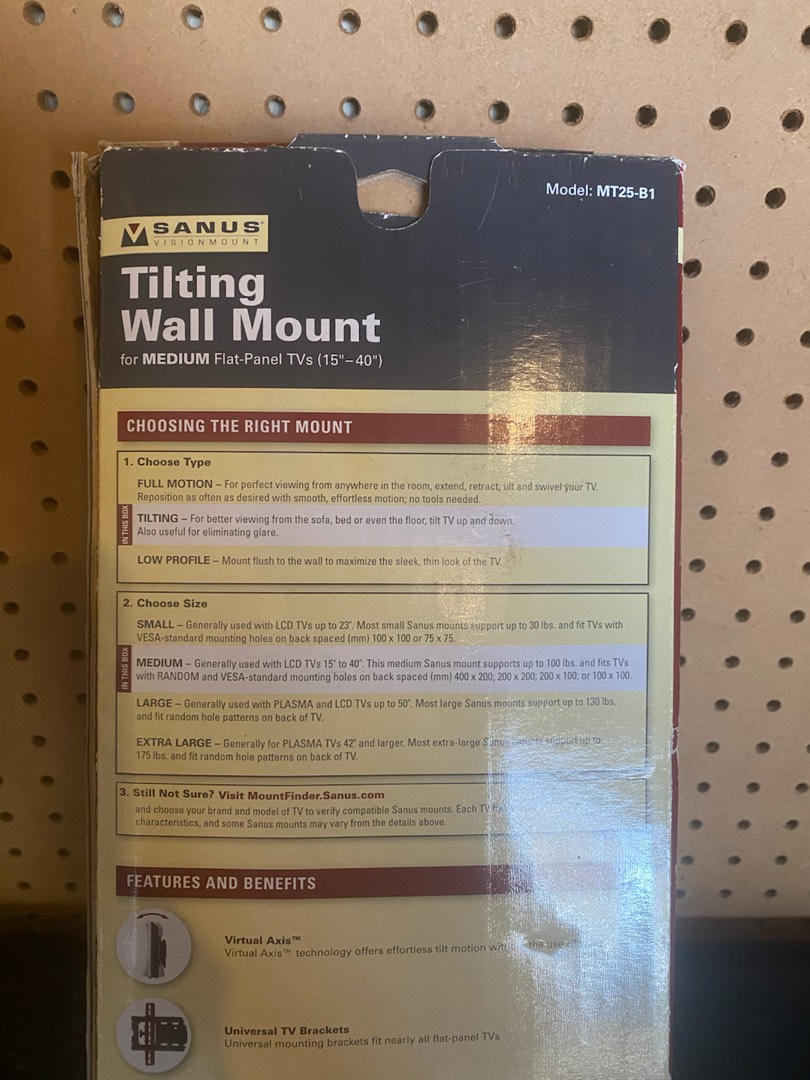 Model: MT25-B1
SANUS™
VISIONMOUNT
Tilting
Wall Mount
for MEDIUM Flat-Panel TVs (15"–40")
CHOOSING THE RIGHT MOUNT
1. Choose Type
FULL MOTION – For perfect viewing from anywhere in the room, extend, retract, tilt and swivel your TV.
Reposition as often as desired with smooth, effortless motion; no tools needed.
IN THIS BOX
TILTING – For better viewing from the sofa, bed or even the floor, tilt TV up and down.
Also useful for eliminating glare.
LOW PROFILE – Mount flush to the wall to maximize the sleek, thin look of the TV.
2. Choose Size
SMALL – Generally used with LCD TVs up to 23". Most small Sanus mounts support up to 30 lbs. and fit TVs with
VESA-standard mounting holes on back spaced (mm) 100 x 100 or 75 x 75.
IN THIS BOX
MEDIUM – Generally used with LCD TVs 15" to 40". This medium Sanus mount supports up to 100 lbs. and fits TVs
with RANDOM and VESA-standard mounting holes on back spaced (mm) 400 x 200; 200 x 200; 200 x 100; or 100 x 100.
LARGE – Generally used with PLASMA and LCD TVs up to 50". Most large Sanus mounts support up to 130 lbs.
and fit random hole patterns on back of TV.
EXTRA LARGE – Generally for PLASMA TVs 42" and larger. Most extra-large Sanus mounts support up to
175 lbs. and fit random hole patterns on back of TV.
3. Still Not Sure? Visit MountFinder.Sanus.com
and choose your brand and model of TV to verify compatible Sanus mounts. Each TV
characteristics, and some Sanus mounts may vary from the details above.
FEATURES AND BENEFITS
Virtual Axis™
Virtual Axis™ technology offers effortless tilt motion the use
Universal TV Brackets
Universal mounting brackets fit nearly all flat-panel TVs